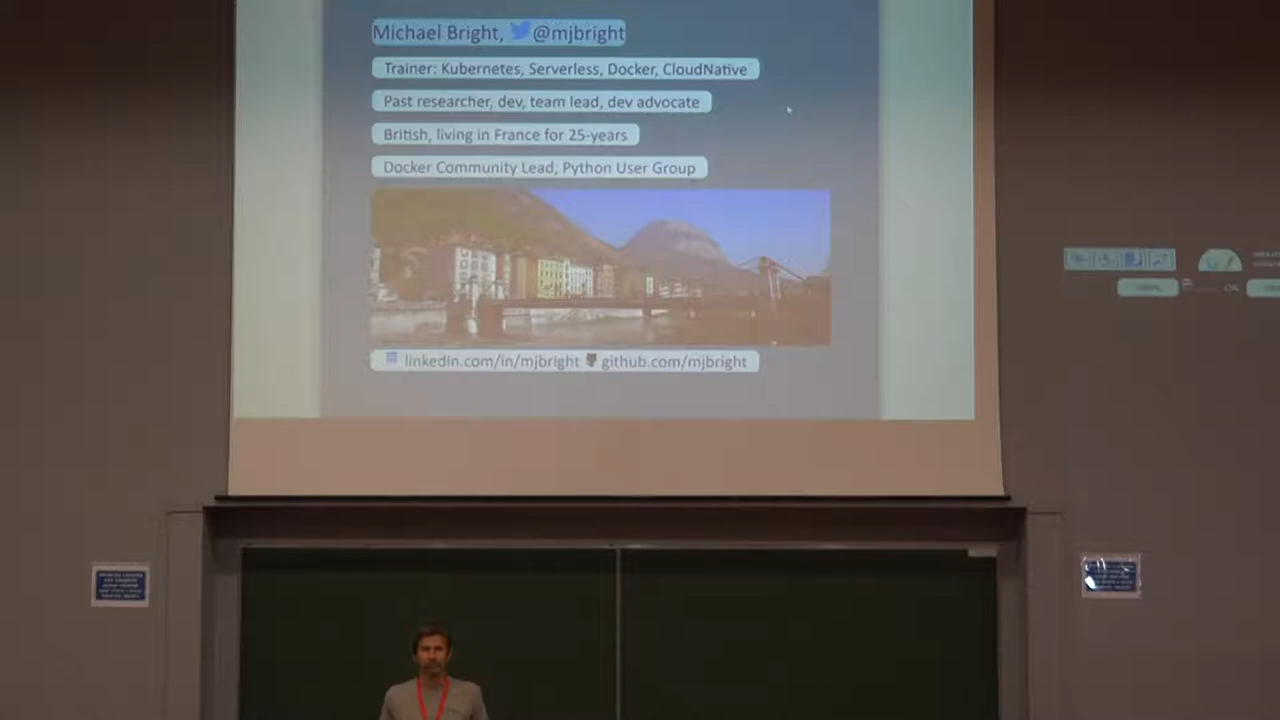 Michael Bright, @mjbright
Trainer: Kubernetes, Serverless, Docker, CloudNative
Past researcher, dev, team lead, dev advocate
British, living in France for 25-years
Docker Community Lead, Python User Group
linkedin.com/in/mjbright github.com/mjbright
OK